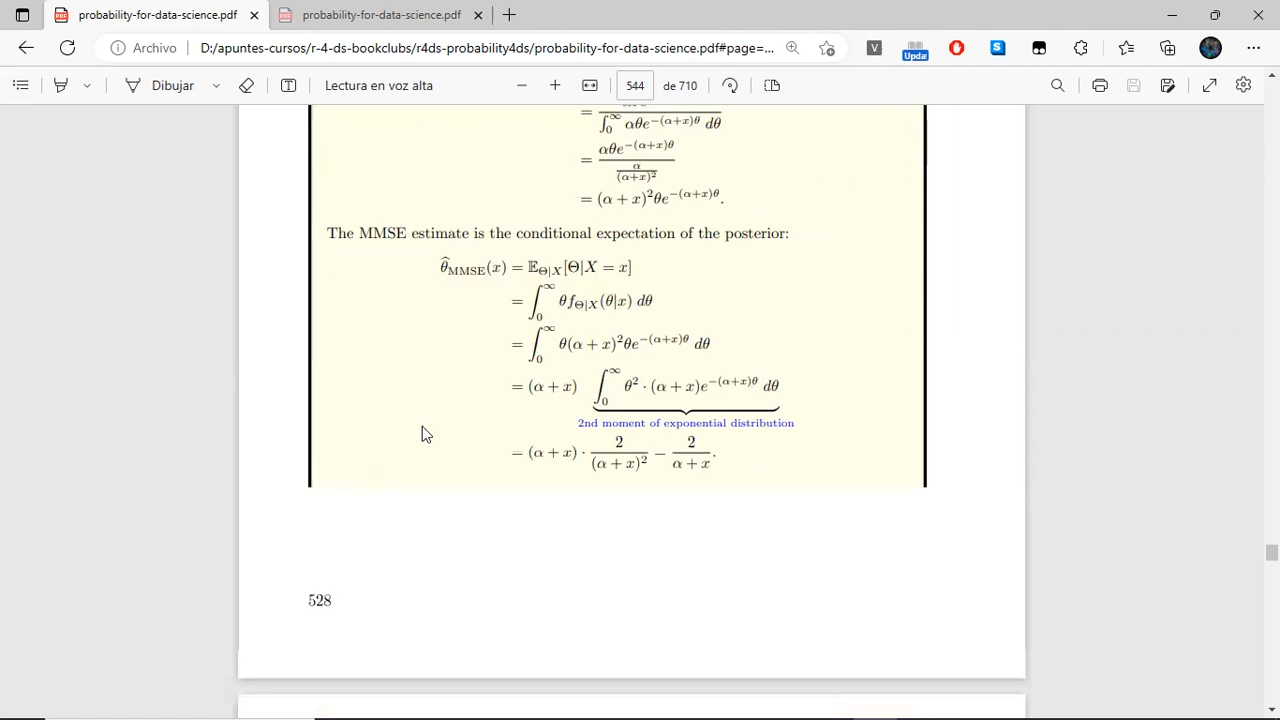 probability-for-data-science.pdf
probability-for-data-science.pdf
Archivo
D:/apuntes-cursos/r-4-ds-bookclubs/r4ds-probability4ds/probability-for-data-science.pdf#page=...
V
Upda
S
Dibujar
T
Lectura en voz alta
544
de 710
= ∫₀^∞ αθe^−(α+x)θ dθ
= αθe^−(α+x)θ / (α/(α+x)²)
= (α + x)²θe^−(α+x)θ.
The MMSE estimate is the conditional expectation of the posterior:
θ̂_MMSE(x) = 𝔼_Θ|X[Θ|X = x]
= ∫₀^∞ θf_Θ|X(θ|x) dθ
= ∫₀^∞ θ(α + x)²θe^−(α+x)θ dθ
= (α + x) ∫₀^∞ θ² · (α + x)e^−(α+x)θ dθ
2nd moment of exponential distribution
= (α + x) · 2/(α + x)² − 2/(α + x).
528